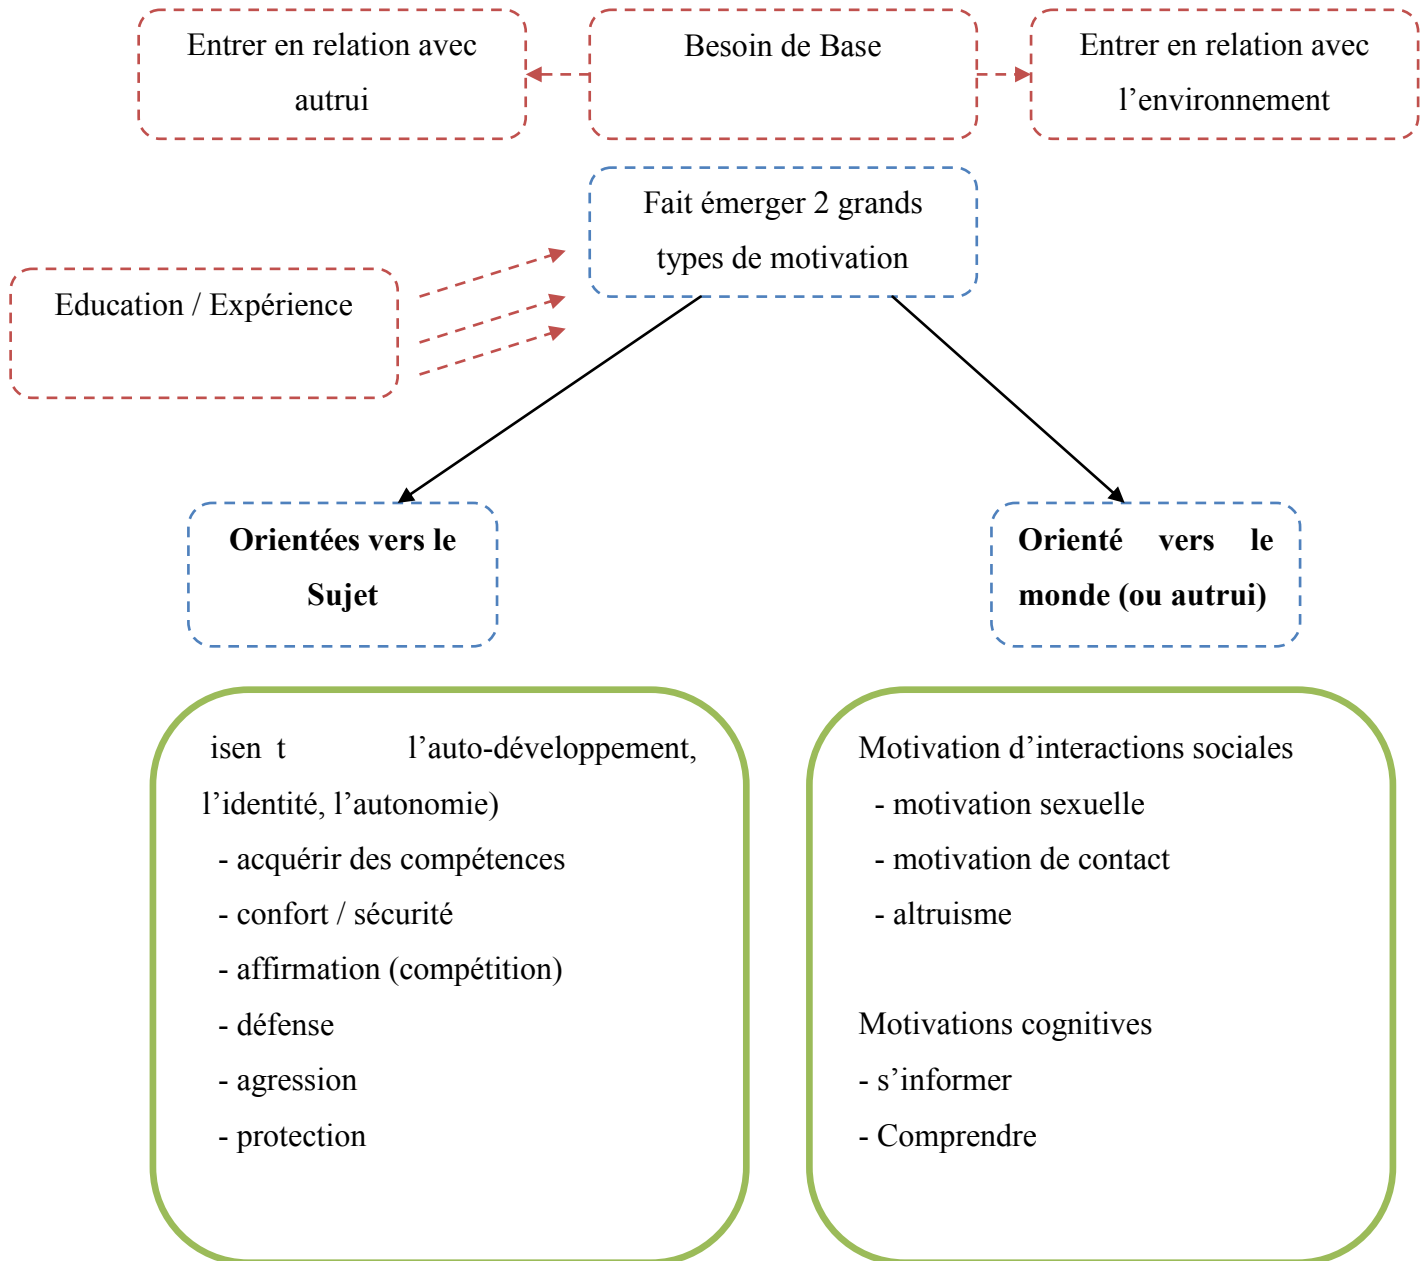 Entrer en relation avec
autrui
Besoin de Base
Entrer en relation avec
l’environnement
Fait émerger 2 grands
types de motivation
Education / Expérience
Orientées vers le
Sujet
Orienté vers le
monde (ou autrui)
isen t l’auto-développement,
l’identité, l’autonomie)
- acquérir des compétences
- confort / sécurité
- affirmation (compétition)
- défense
- agression
- protection
Motivation d’interactions sociales
- motivation sexuelle
- motivation de contact
- altruisme
Motivations cognitives
- s’informer
- Comprendre